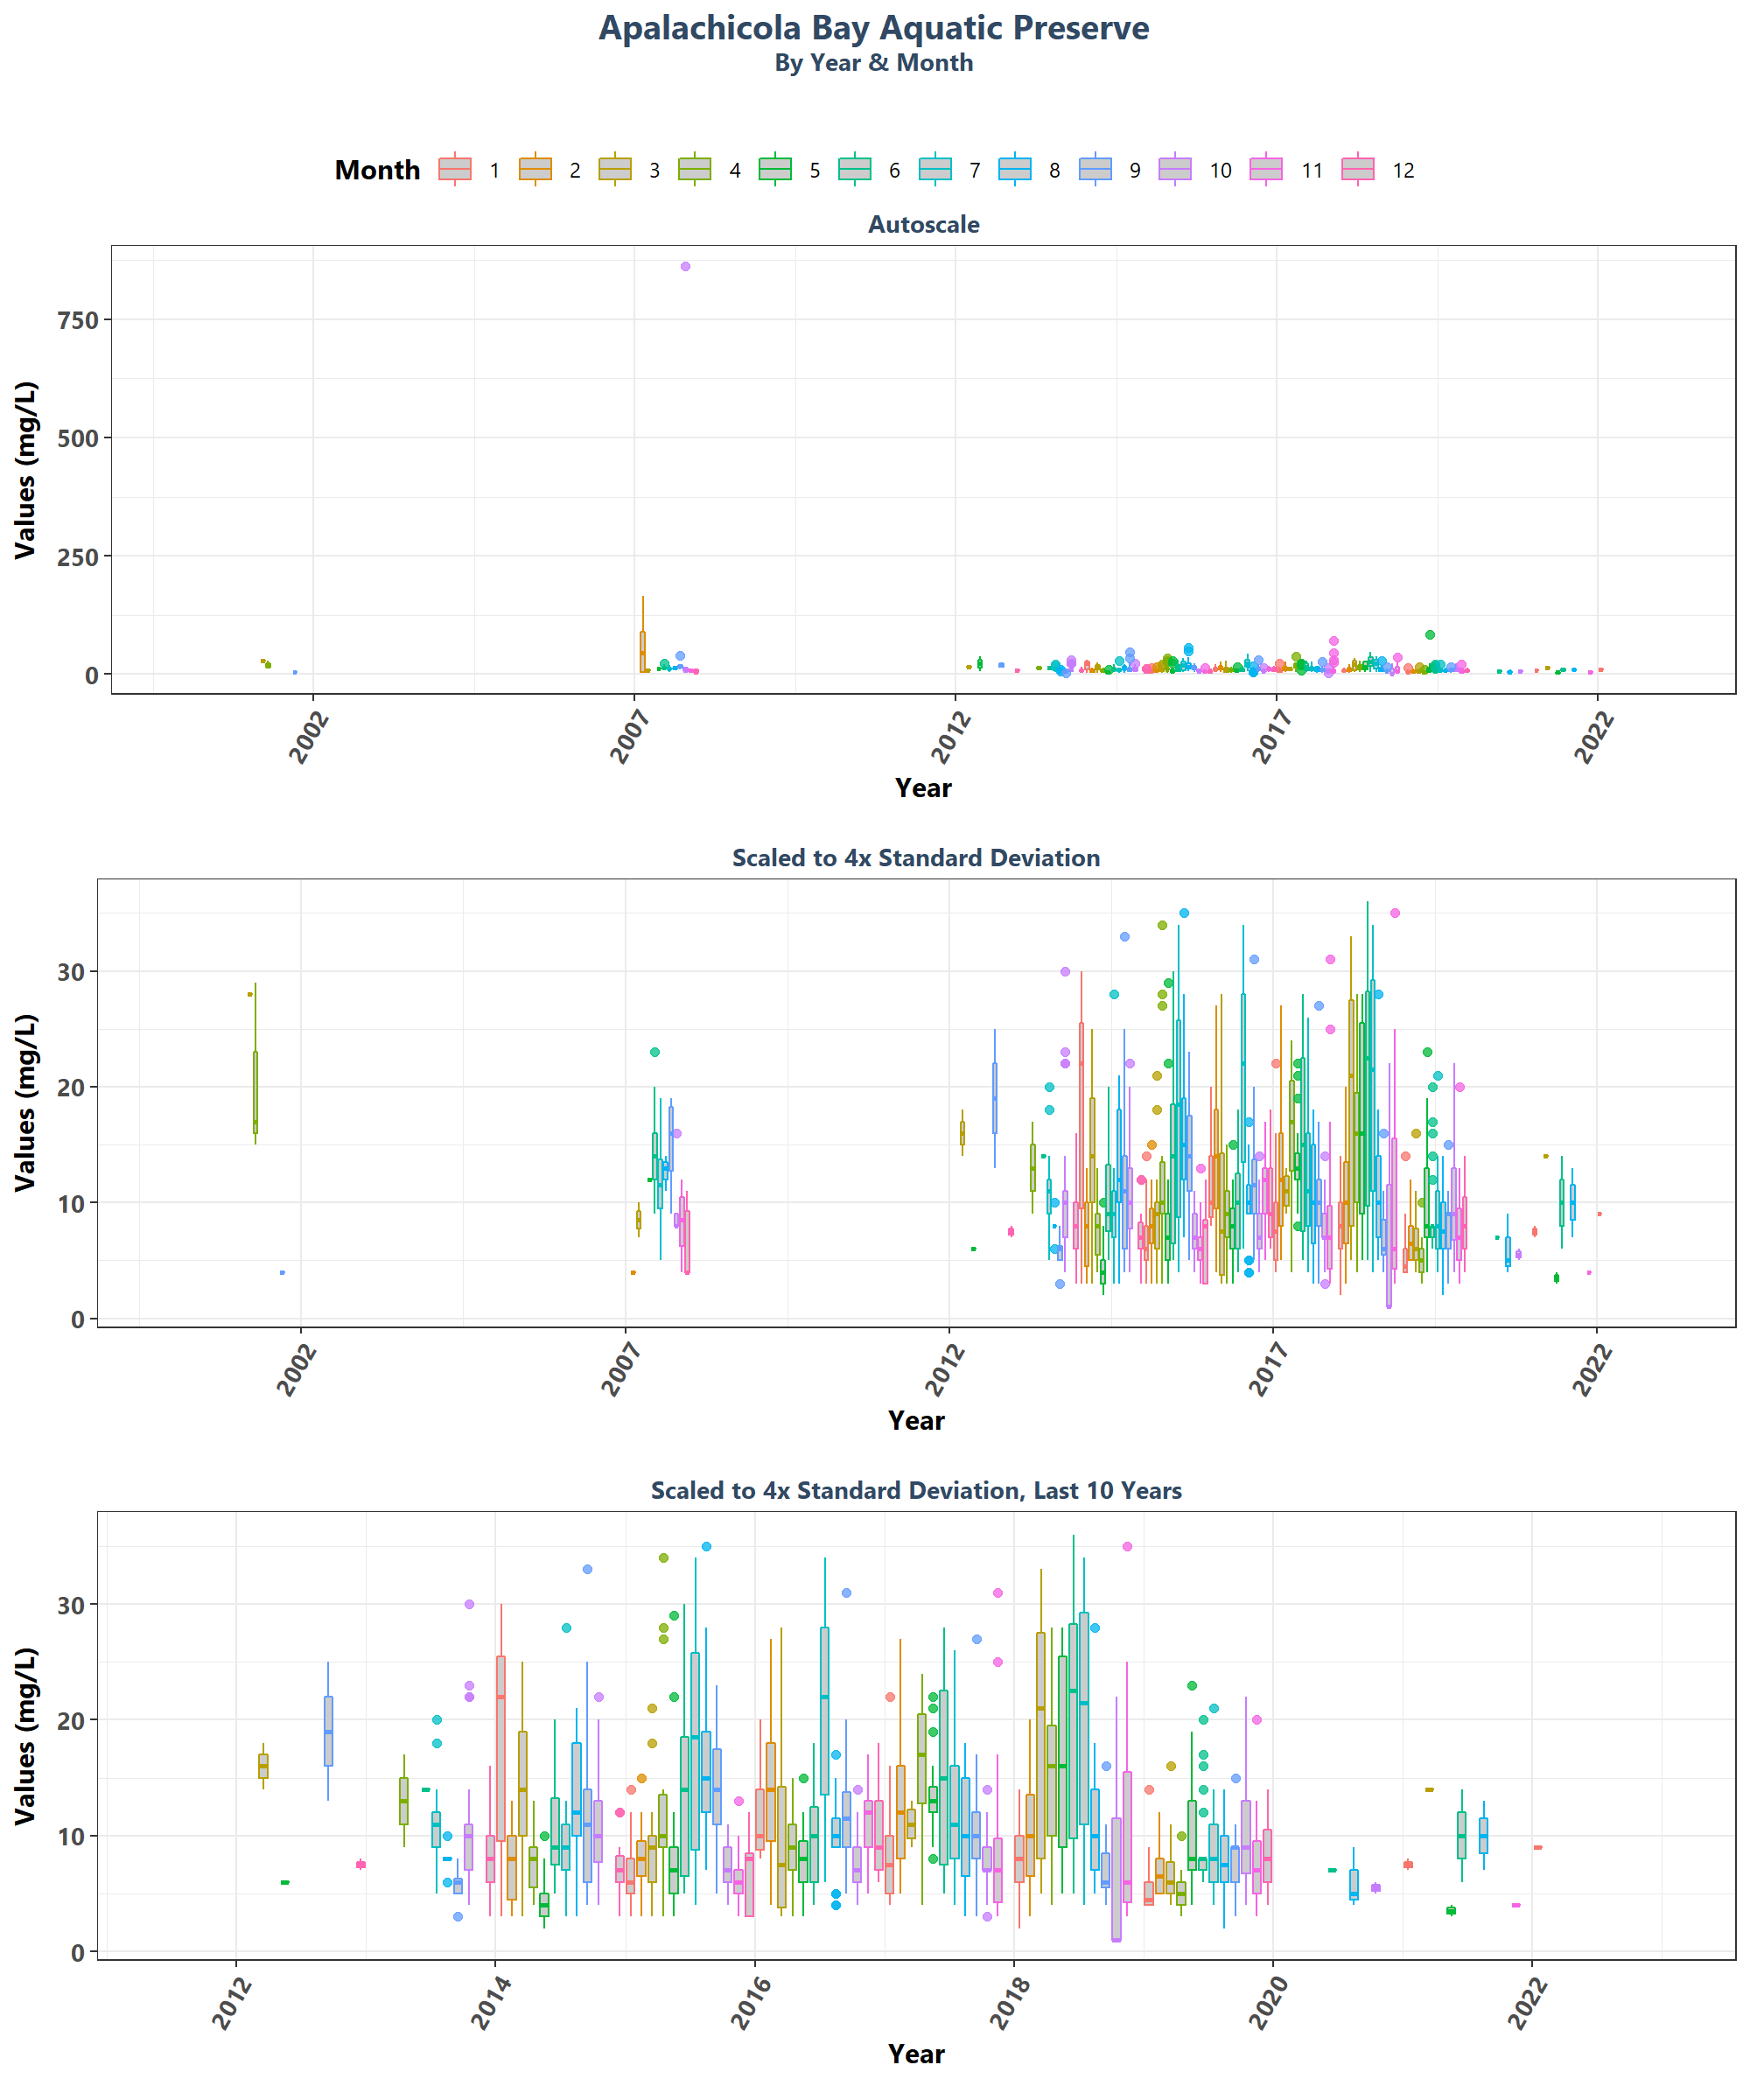 Apalachicola Bay Aquatic Preserve
By Year & Month
Month 1 2 3 4 5 6 7 8 9 10 11 12
Autoscale
Values (mg/L)
750
500
250
0
2002 2007 2012 2017 2022
Year
Scaled to 4x Standard Deviation
Values (mg/L)
30
20
10
0
2002 2007 2012 2017 2022
Year
Scaled to 4x Standard Deviation, Last 10 Years
Values (mg/L)
30
20
10
0
2012 2014 2016 2018 2020 2022
Year